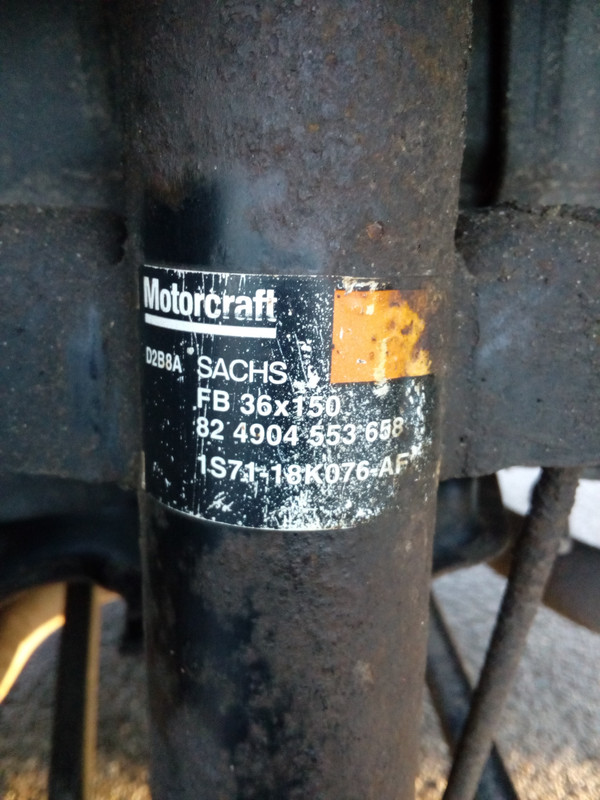 Motorcraft
D2B8A SACHS
FB 36x150
82 4904 553 658
1S71-18K076-AF